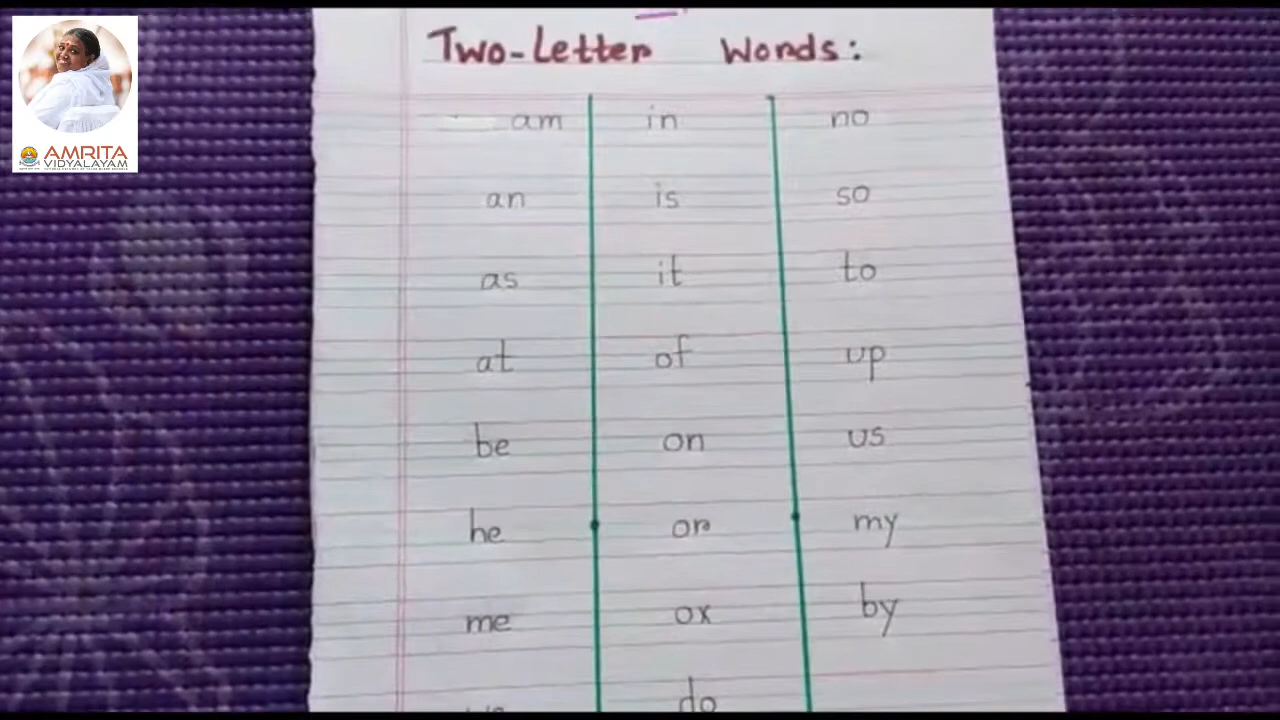 AMRITA
VIDYALAYAM
Two-Letter Words:
am in no
an is so
as it to
at of up
be on us
he or my
me ox by
do